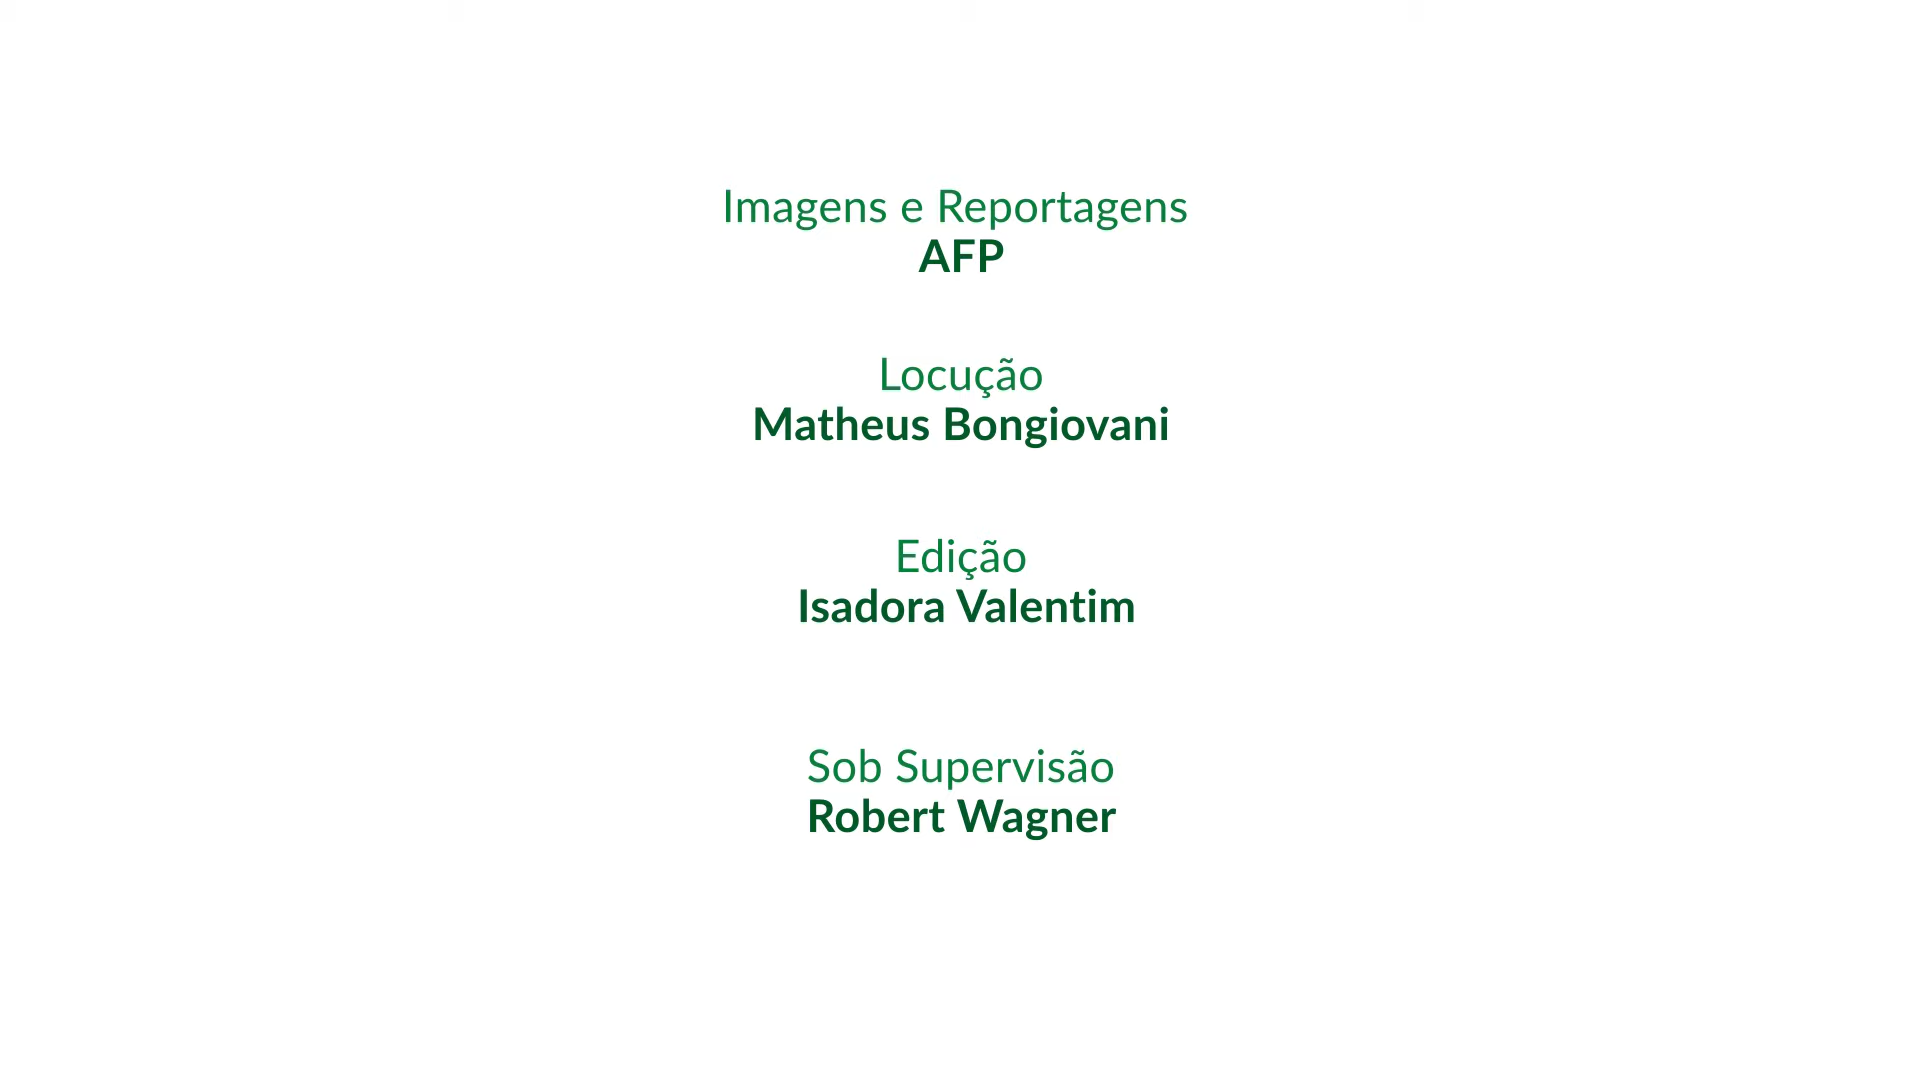 Imagens e Reportagens
AFP
Locução
Matheus Bongiovani
Edição
Isadora Valentim
Sob Supervisão
Robert Wagner